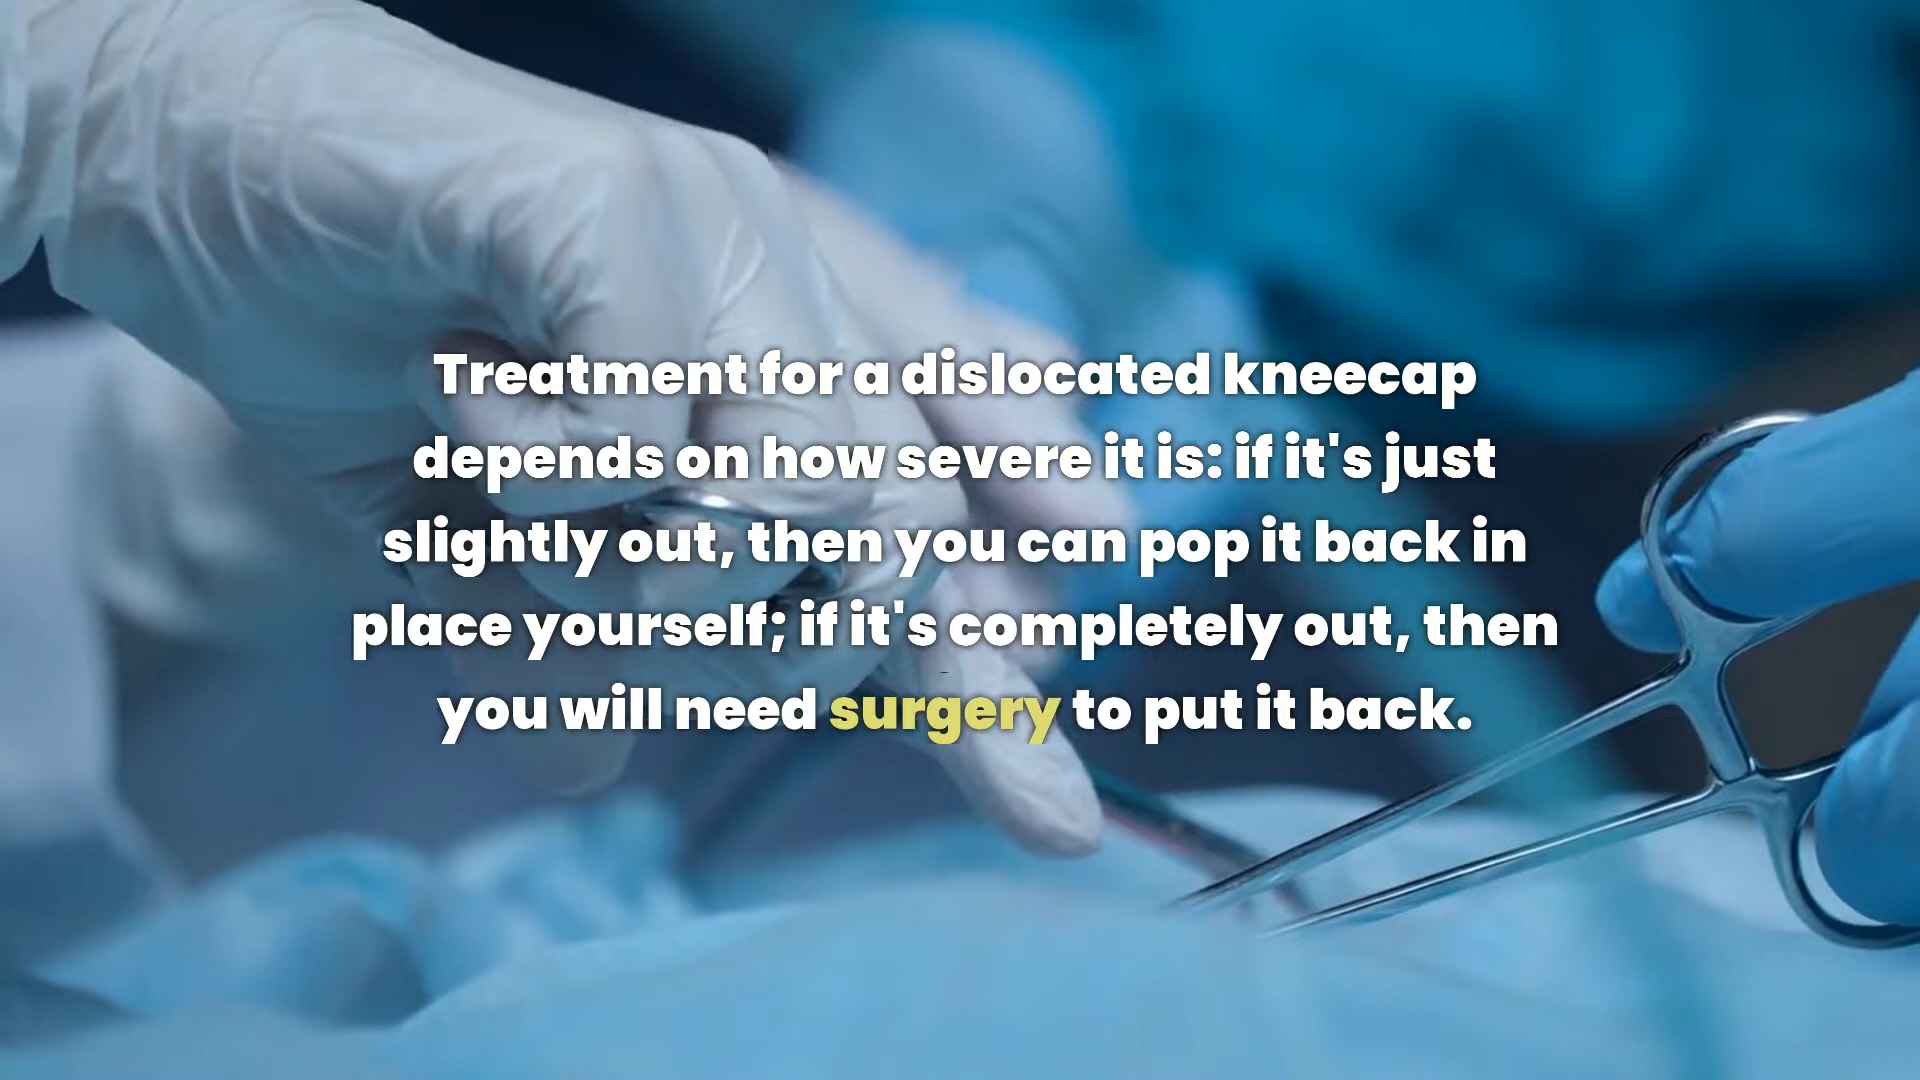 Treatment for a dislocated kneecap
depends on how severe it is: if it's just
slightly out, then you can pop it back in
place yourself; if it's completely out, then
you will need surgery to put it back.